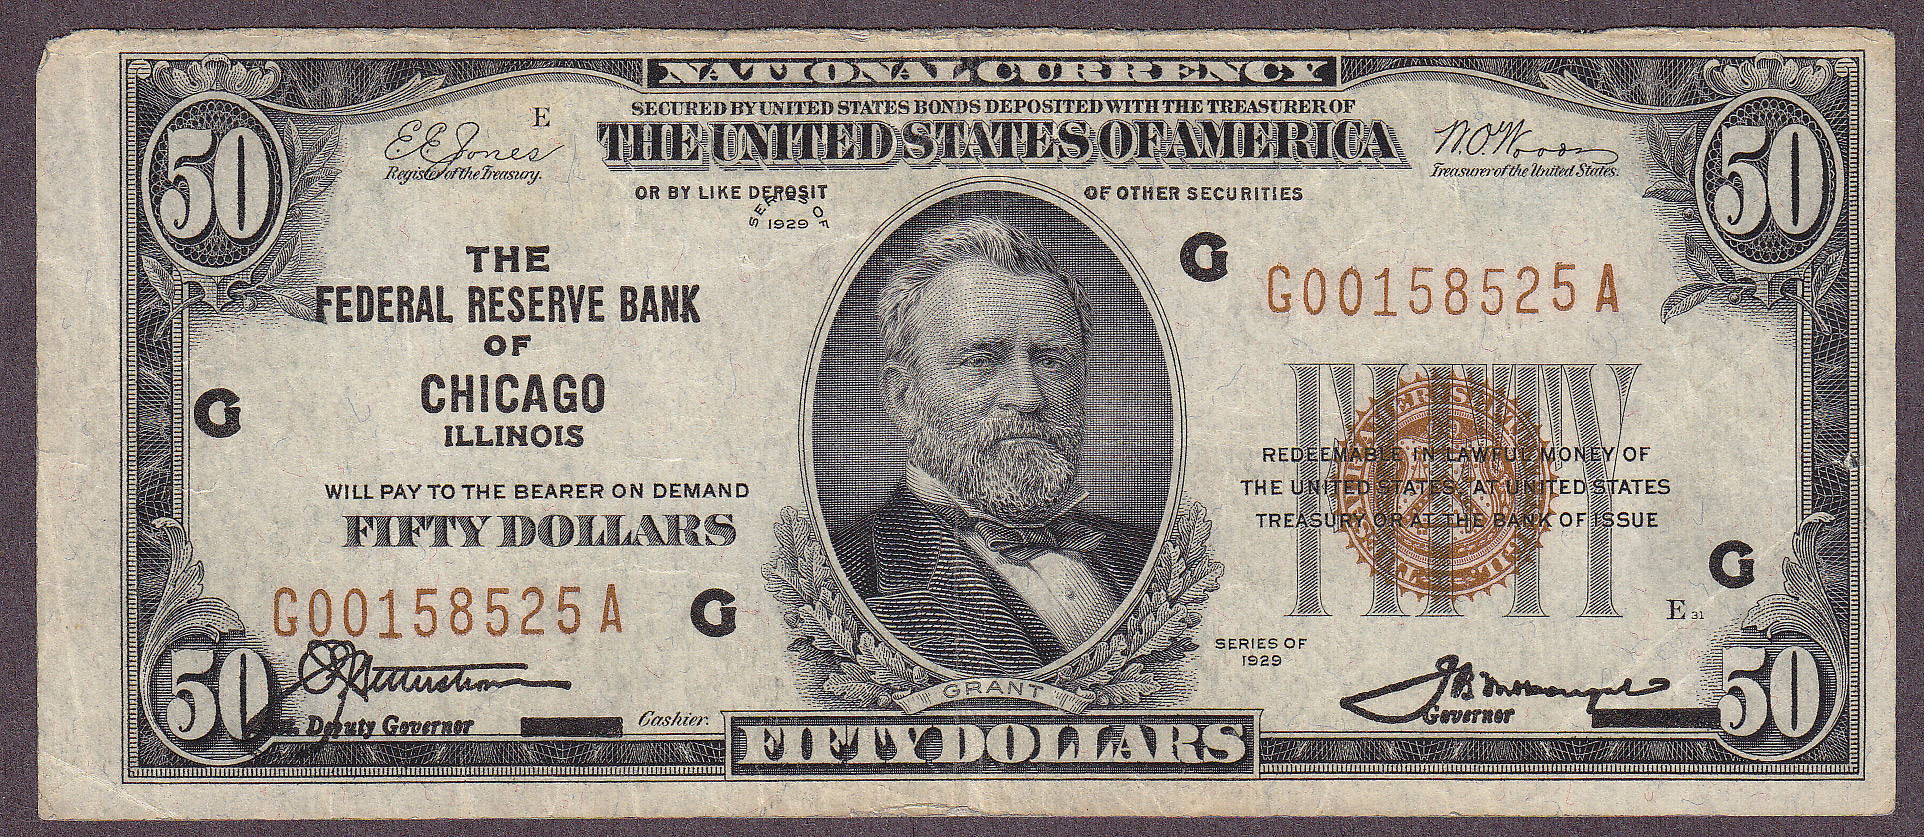 NATIONAL CURRENCY
SECURED BY UNITED STATES BONDS DEPOSITED WITH THE TREASURER OF
THE UNITED STATES OF AMERICA
OR BY LIKE DEPOSIT OF OTHER SECURITIES
50
50
E
E E Jones
Register of the Treasury.
W. O. Woods
Treasurer of the United States.
SERIES OF
1929
THE
FEDERAL RESERVE BANK
OF
CHICAGO
ILLINOIS
G
WILL PAY TO THE BEARER ON DEMAND
FIFTY DOLLARS
G00158525A
G
G
G00158525A
FIFTY
REDEEMABLE IN LAWFUL MONEY OF
THE UNITED STATES, AT UNITED STATES
TREASURY OR AT THE BANK OF ISSUE
G
E 31
SERIES OF
1929
GRANT
50
Deputy Governor
Cashier.
Governor
50
FIFTY DOLLARS